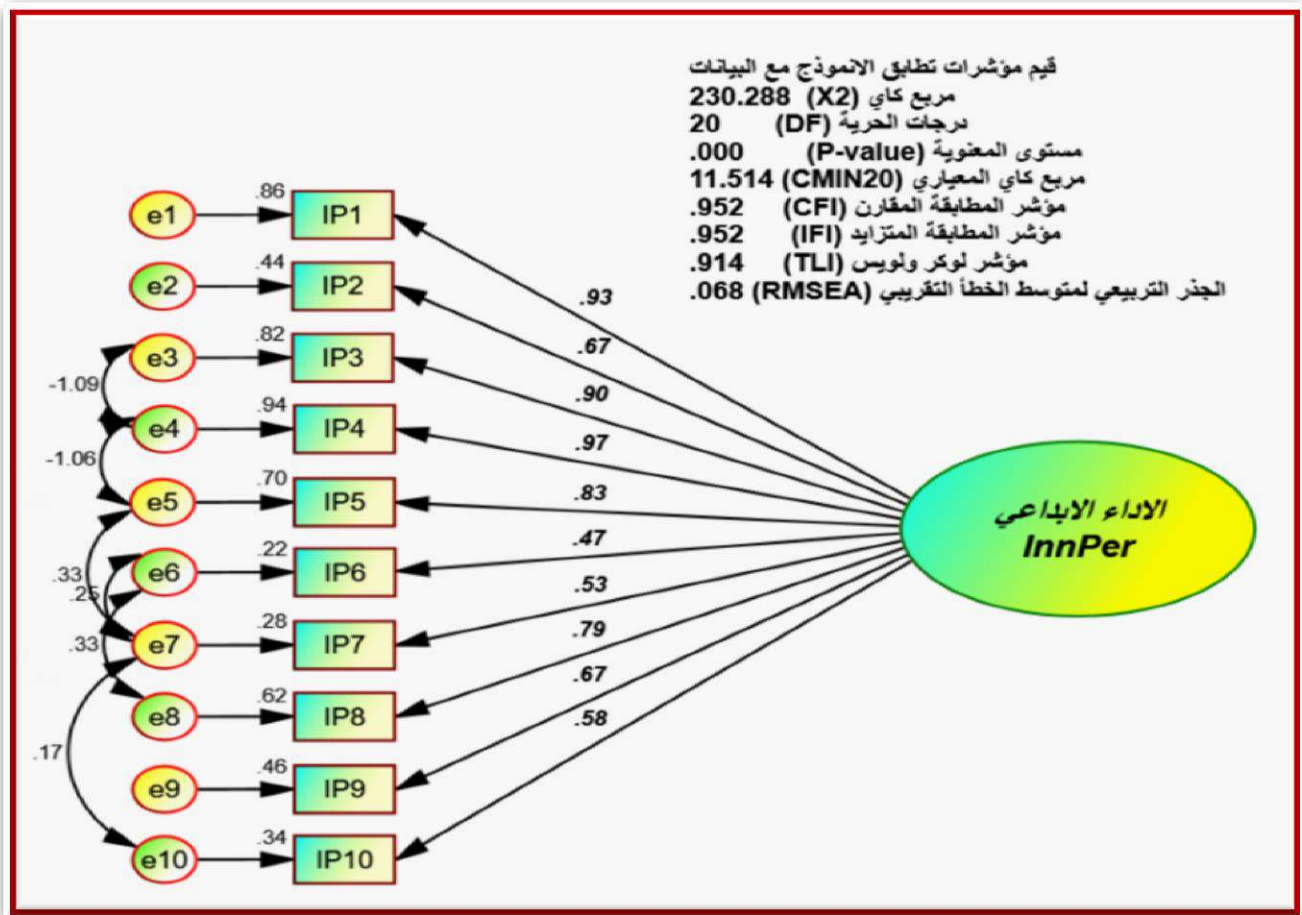 قيم مؤشرات تطابق الانموذج مع البيانات
مربع كاي (X2) 230.288
درجات الحرية (DF) 20
مستوى المعنوية (P-value) .000
مربع كاي المعياري (CMIN20) 11.514
مؤشر المطابقة المقارن (CFI) .952
مؤشر المطابقة المتزايد (IFI) .952
مؤشر لوكر ولويس (TLI) .914
الجذر التربيعي لمتوسط الخطأ التقريبي (RMSEA) .068
e1 .86 IP1 .93
e2 .44 IP2 .67
e3 .82 IP3 .90
-1.09
e4 .94 IP4 .97
-1.06
e5 .70 IP5 .83
e6 .22 IP6 .47
.33
.25
e7 .28 IP7 .53
.33
e8 .62 IP8 .79
.17
e9 .46 IP9 .67
e10 .34 IP10 .58
الاداء الابداعي
InnPer